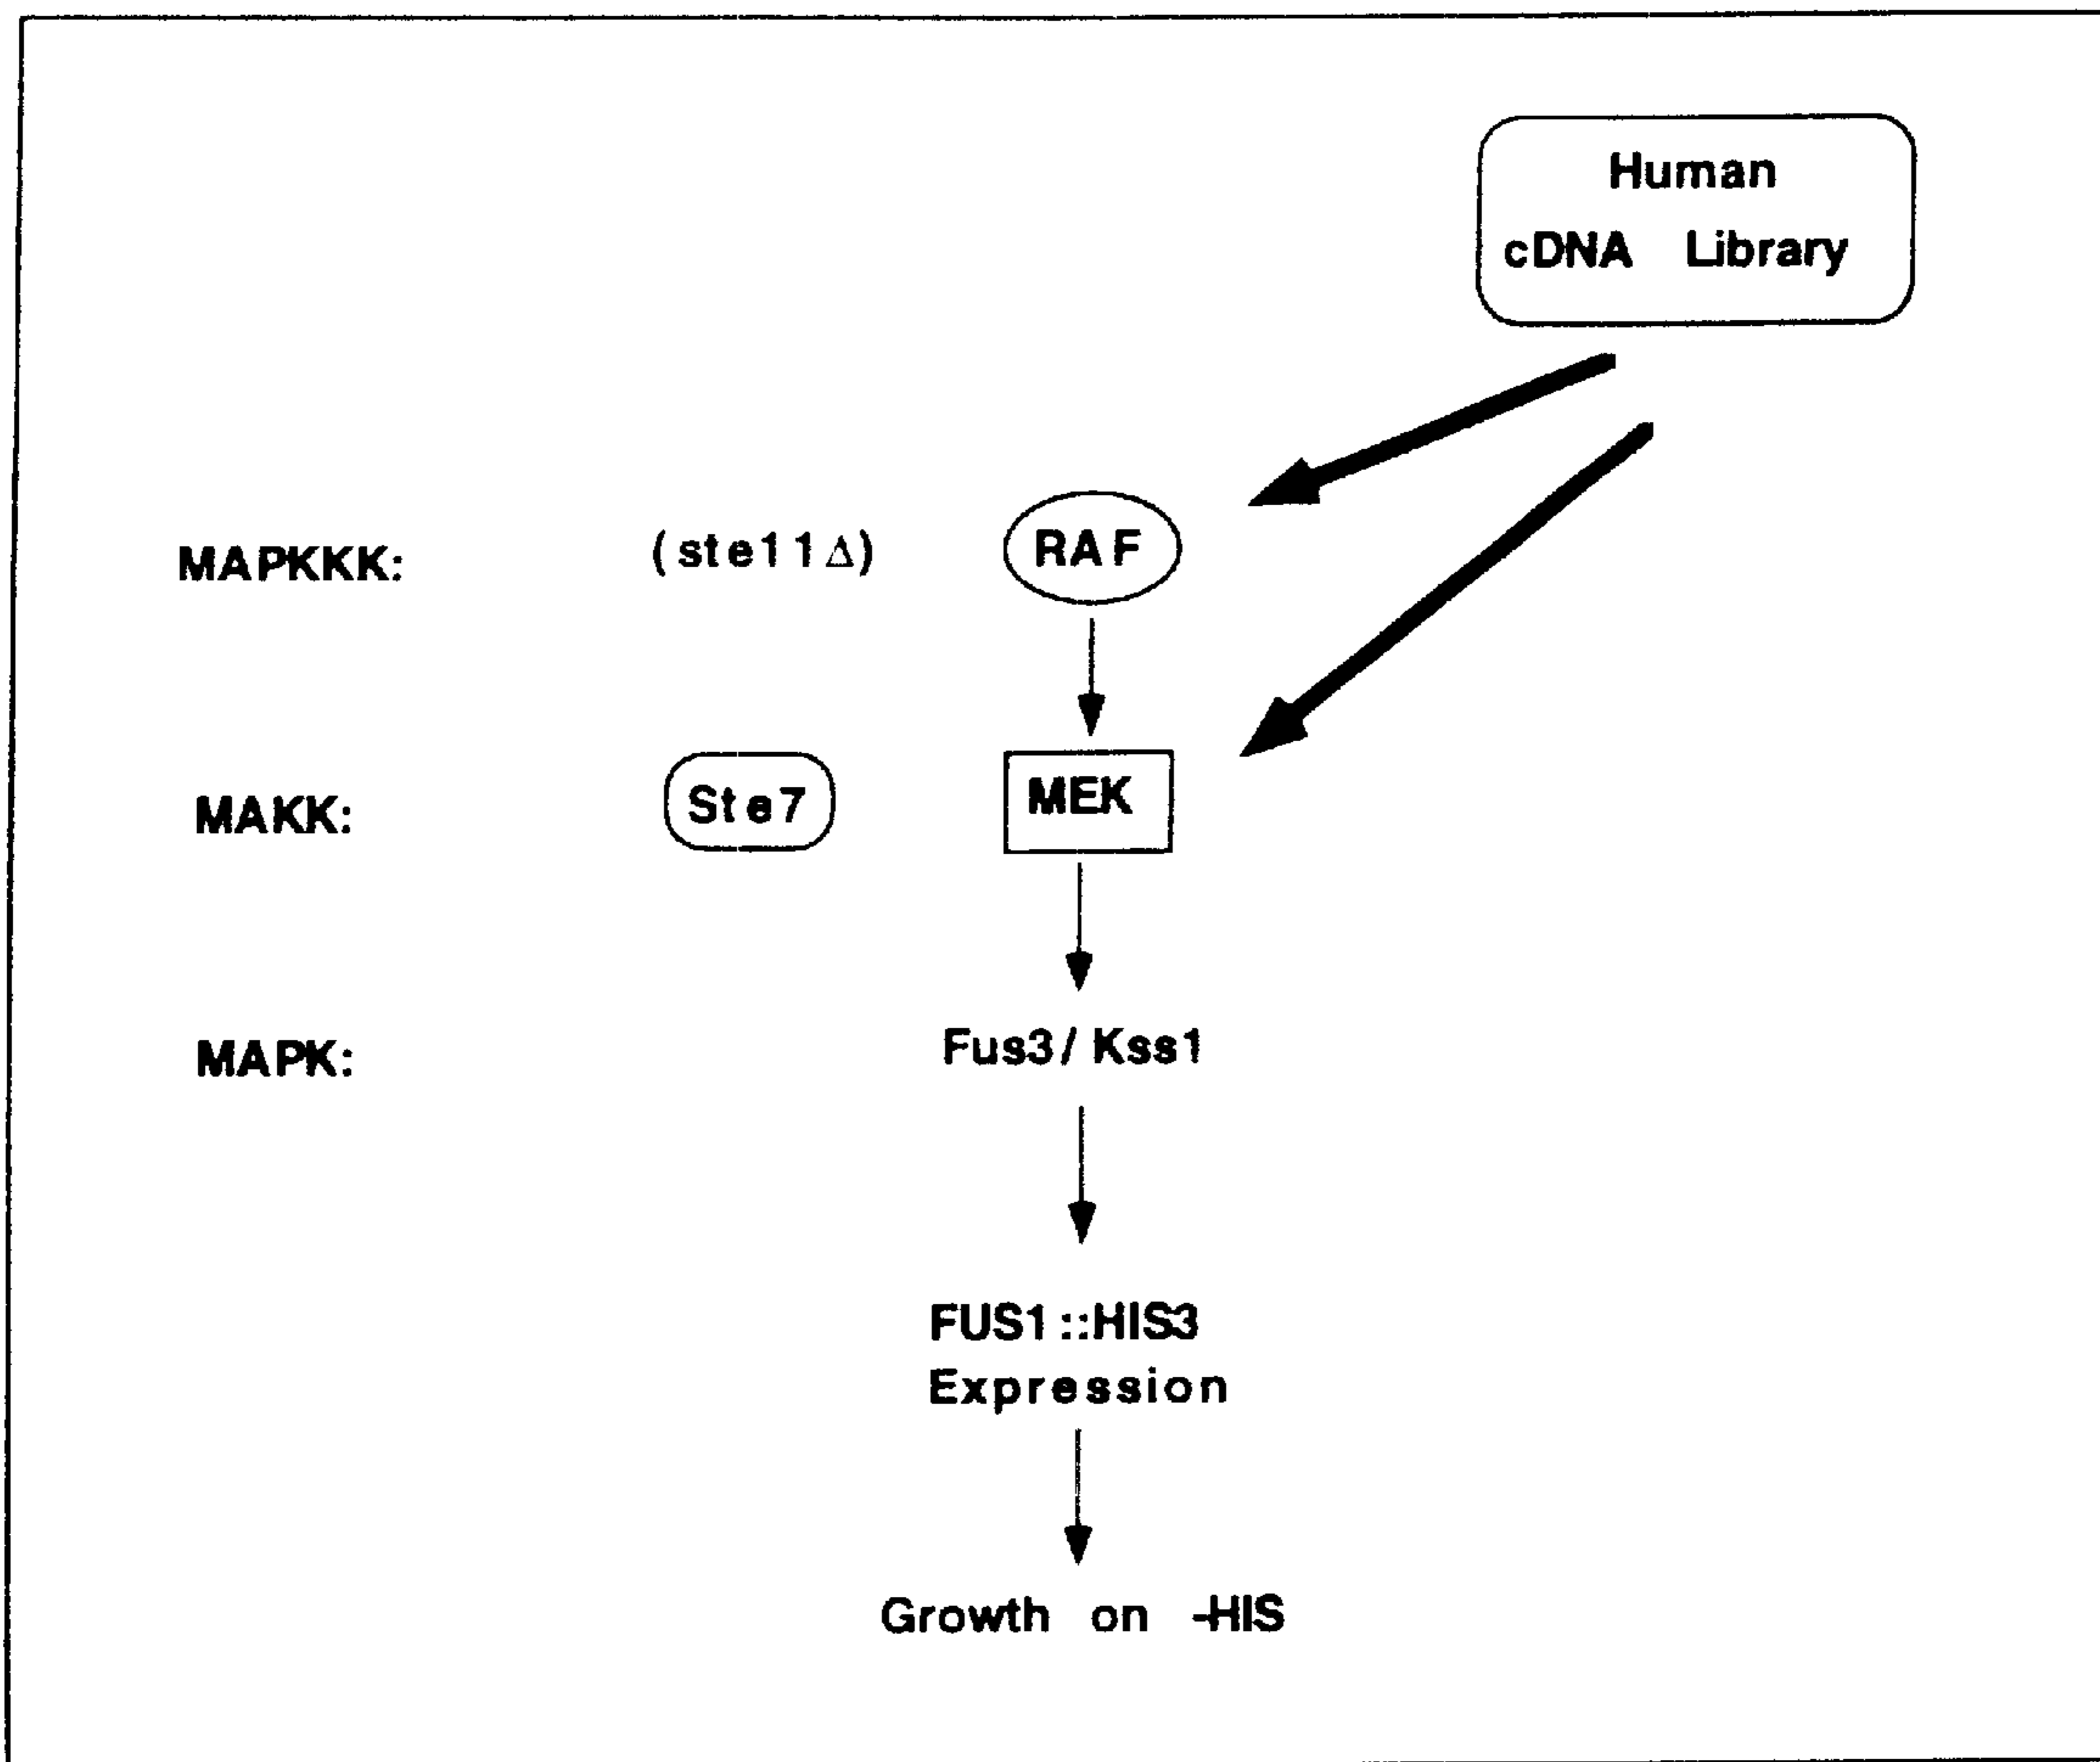 Human
cDNA Library
MAPKKK: (ste11Δ) RAF
MAKK: Ste7 MEK
MAPK: Fus3/Kss1
FUS1::HIS3
Expression
Growth on -HIS